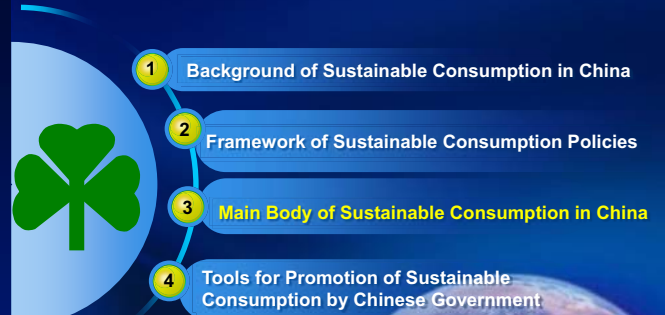 1 Background of Sustainable Consumption in China
2 Framework of Sustainable Consumption Policies
3 Main Body of Sustainable Consumption in China
4 Tools for Promotion of Sustainable
Consumption by Chinese Government